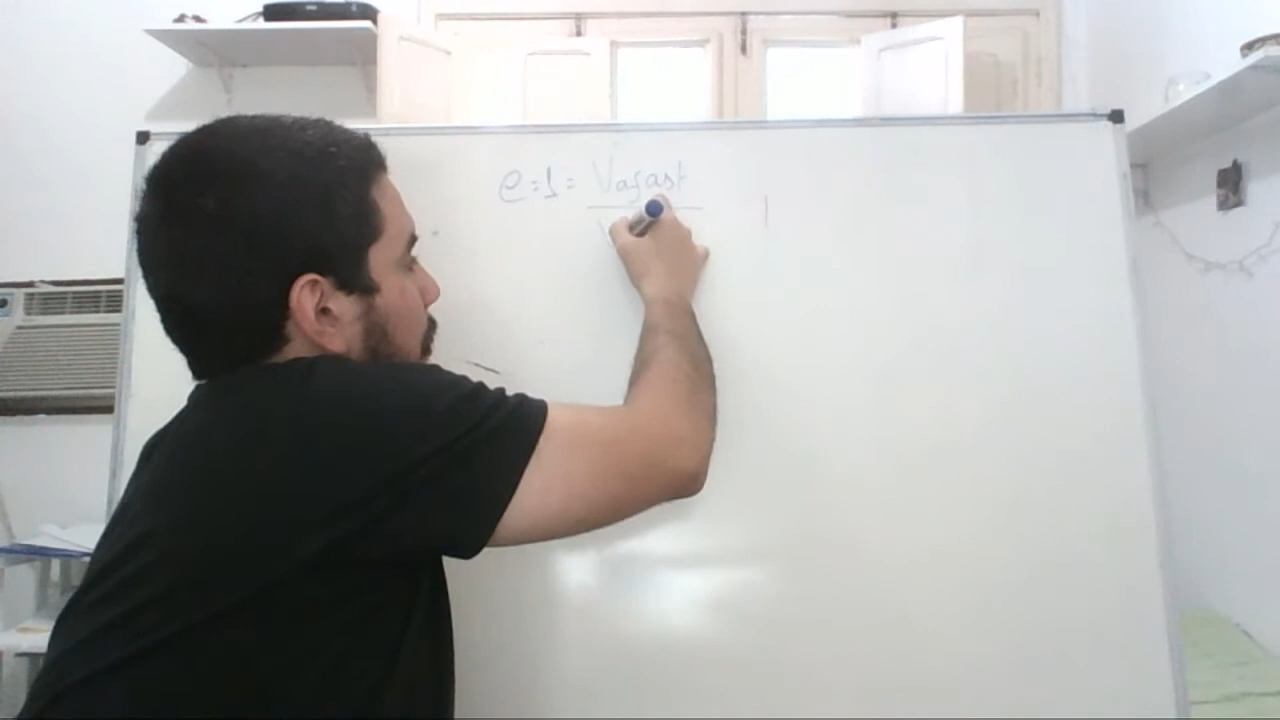 e = 1 = Vafast
V